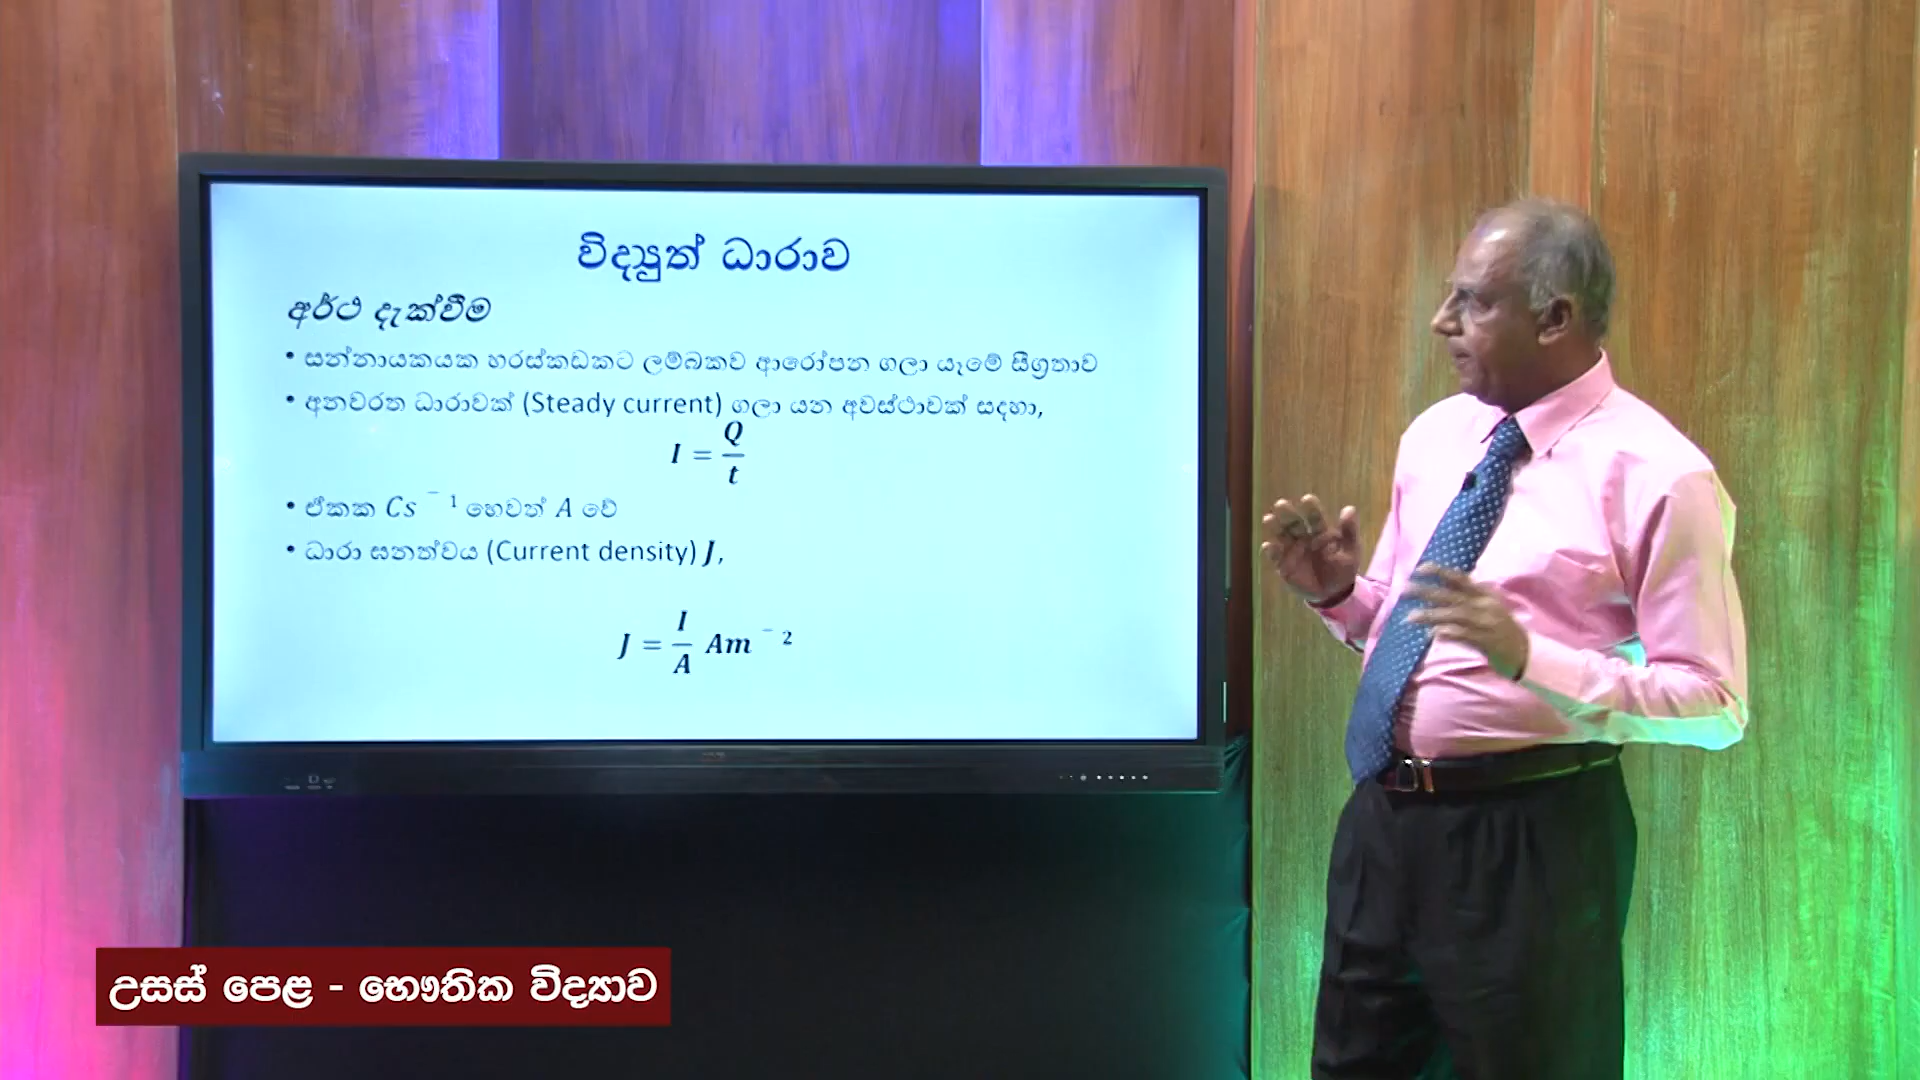 විද්‍යුත් ධාරාව
අර්ථ දැක්වීම
• සන්නායකයක හරස්කඩකට ලම්බකව ආරෝපන ගලා යෑමේ සීග්‍රතාව
• අනවරත ධාරාවක් (Steady current) ගලා යන අවස්ථාවක් සදහා,
I = Q/t
• ඒකක Cs⁻¹ හෙවත් A වේ
• ධාරා ඝනත්වය (Current density) J,
J = I/A Am⁻²
උසස් පෙළ - භෞතික විද්‍යාව